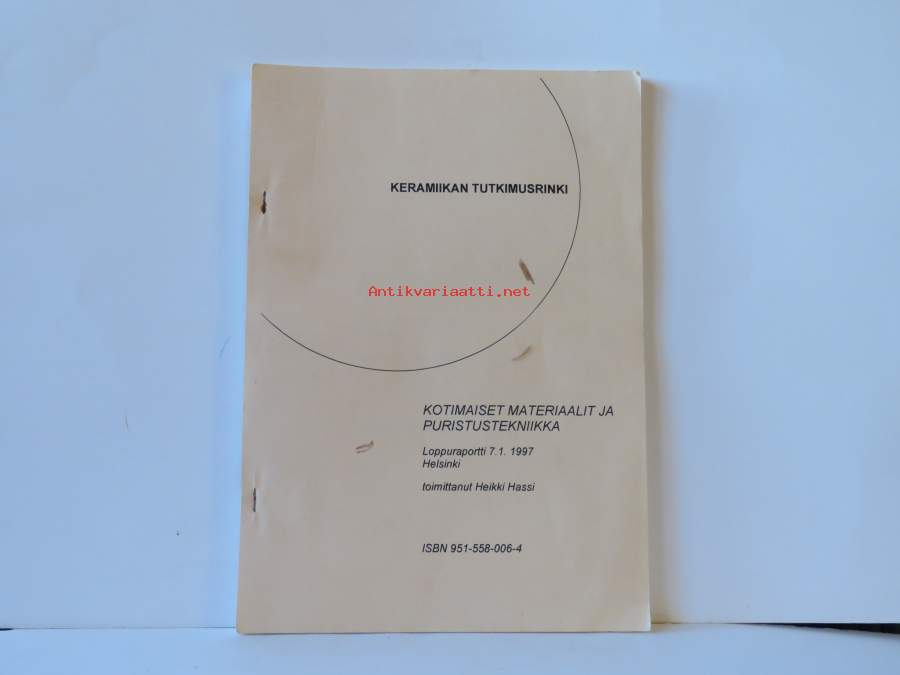 KERAMIIKAN TUTKIMUSRINKI
Antikvariaatti.net
KOTIMAISET MATERIAALIT JA
PURISTUSTEKNIIKKA
Loppuraportti 7.1. 1997
Helsinki
toimittanut Heikki Hassi
ISBN 951-558-006-4